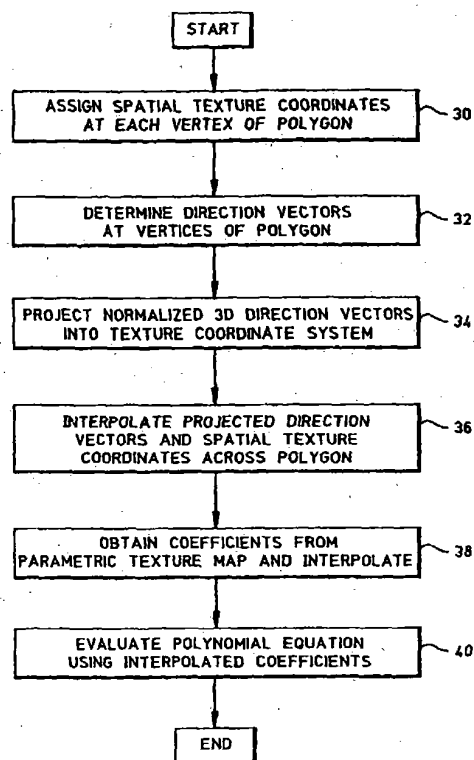 START
ASSIGN SPATIAL TEXTURE COORDINATES
AT EACH VERTEX OF POLYGON
30
DETERMINE DIRECTION VECTORS
AT VERTICES OF POLYGON
32
PROJECT NORMALIZED 3D DIRECTION VECTORS
INTO TEXTURE COORDINATE SYSTEM
34
INTERPOLATE PROJECTED DIRECTION
VECTORS AND SPATIAL TEXTURE
COORDINATES ACROSS POLYGON
36
OBTAIN COEFFICIENTS FROM
PARAMETRIC TEXTURE MAP AND INTERPOLATE
38
EVALUATE POLYNOMIAL EQUATION
USING INTERPOLATED COEFFICIENTS
40
END